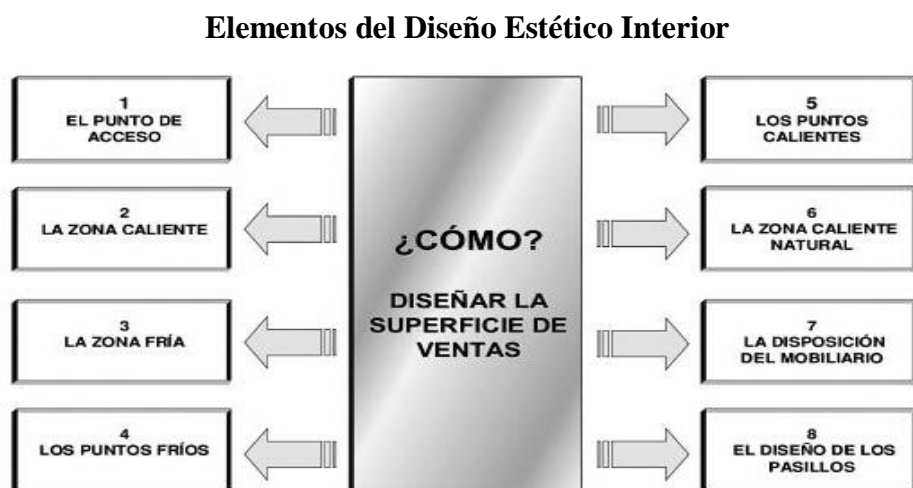 Elementos del Diseño Estético Interior
1
EL PUNTO DE
ACCESO
2
LA ZONA CALIENTE
3
LA ZONA FRÍA
4
LOS PUNTOS FRÍOS
¿CÓMO?
DISEÑAR LA
SUPERFICIE DE
VENTAS
5
LOS PUNTOS
CALIENTES
6
LA ZONA CALIENTE
NATURAL
7
LA DISPOSICIÓN
DEL MOBILIARIO
8
EL DISEÑO DE LOS
PASILLOS